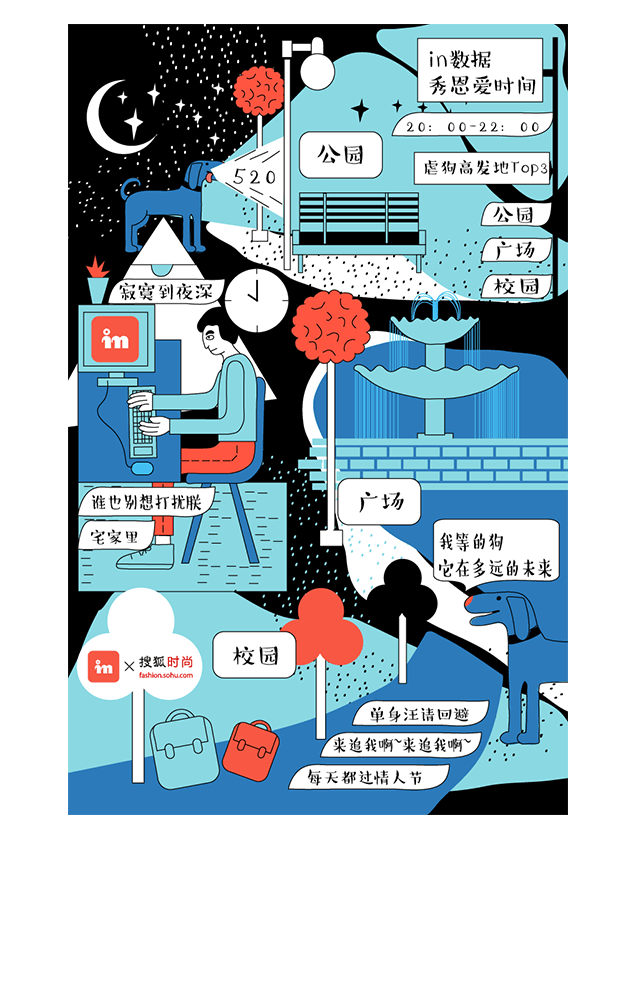 in数据
秀恩爱时间
20：00-22：00
公园
520
虐狗高发地Top3
公园
广场
校园
寂寞到夜深
in
谁也别想打扰朕
宅家里
广场
我等的狗
它在多远的未来
in×搜狐时尚
fashion.sohu.com
校园
单身汪请回避
来追我啊~来追我啊~
每天都过情人节